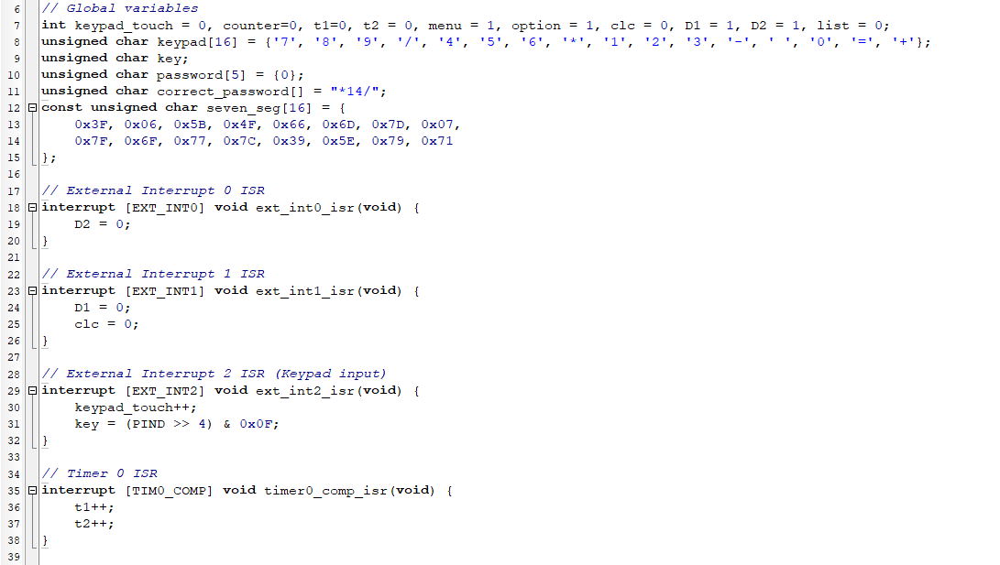 6 // Global variables
7 int keypad_touch = 0, counter=0, t1=0, t2 = 0, menu = 1, option = 1, clc = 0, D1 = 1, D2 = 1, list = 0;
8 unsigned char keypad[16] = {'7', '8', '9', '/', '4', '5', '6', '*', '1', '2', '3', '-', ' ', '0', '=', '+'};
9 unsigned char key;
10 unsigned char password[5] = {0};
11 unsigned char correct_password[] = "*14/";
12 const unsigned char seven_seg[16] = {
13     0x3F, 0x06, 0x5B, 0x4F, 0x66, 0x6D, 0x7D, 0x07,
14     0x7F, 0x6F, 0x77, 0x7C, 0x39, 0x5E, 0x79, 0x71
15 };
16
17 // External Interrupt 0 ISR
18 interrupt [EXT_INT0] void ext_int0_isr(void) {
19     D2 = 0;
20 }
21
22 // External Interrupt 1 ISR
23 interrupt [EXT_INT1] void ext_int1_isr(void) {
24     D1 = 0;
25     clc = 0;
26 }
27
28 // External Interrupt 2 ISR (Keypad input)
29 interrupt [EXT_INT2] void ext_int2_isr(void) {
30     keypad_touch++;
31     key = (PIND >> 4) & 0x0F;
32 }
33
34 // Timer 0 ISR
35 interrupt [TIM0_COMP] void timer0_comp_isr(void) {
36     t1++;
37     t2++;
38 }
39